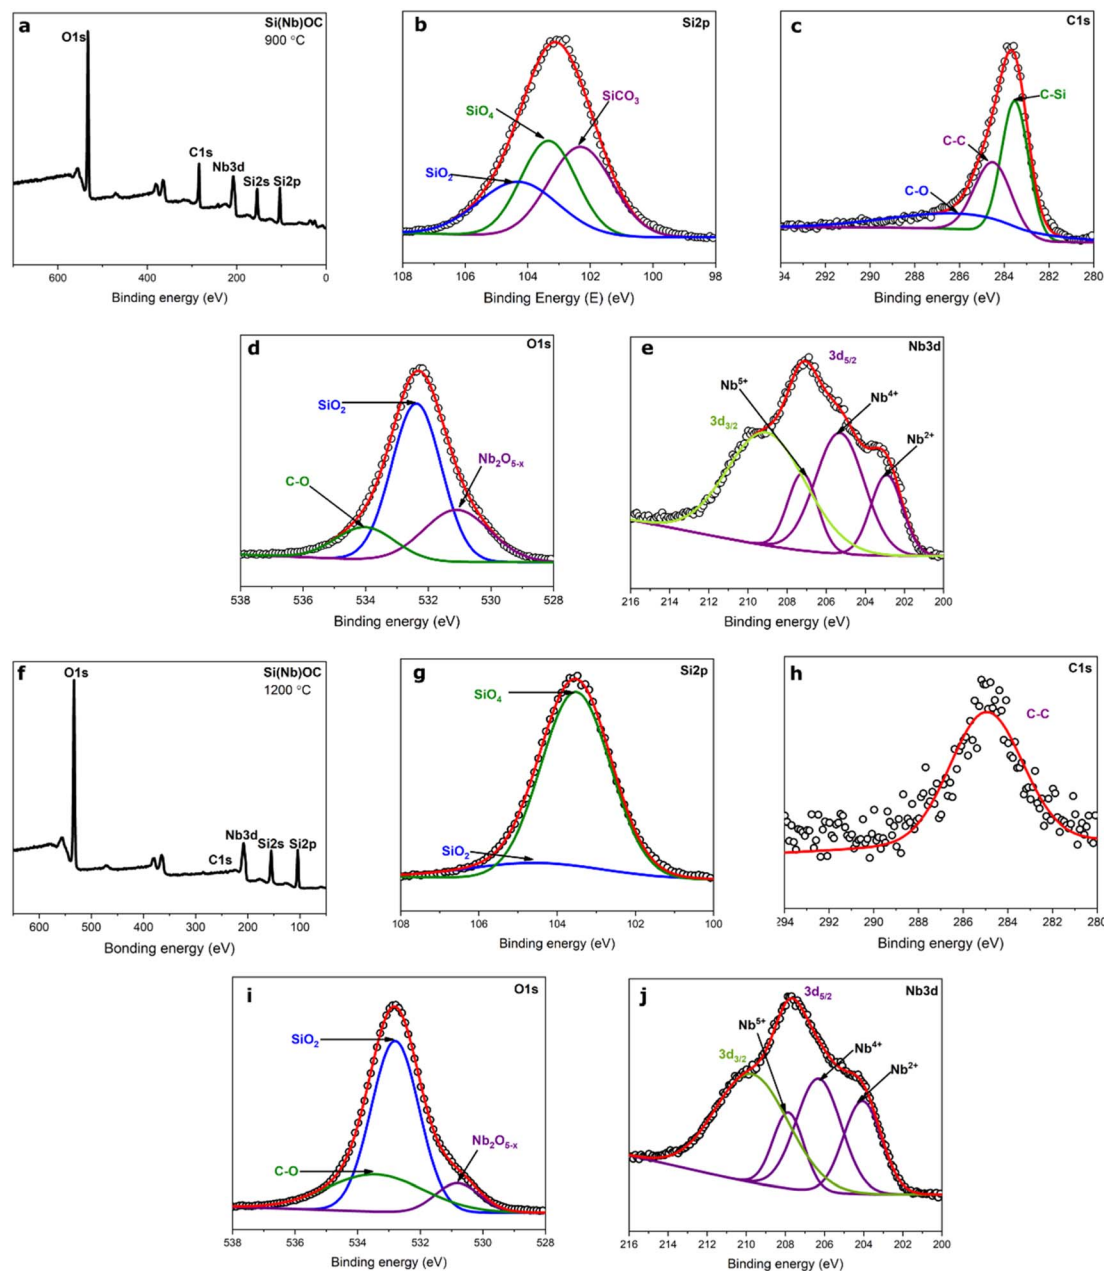 a
Si(Nb)OC
900 °C
O1s
C1s
Nb3d
Si2s
Si2p
600 400 200 0
Binding energy (eV)
b
Si2p
SiO4
SiCO3
SiO2
108 106 104 102 100 98
Binding Energy (E) (eV)
c
C1s
C-Si
C-C
C-O
94 292 290 288 286 284 282 280
Binding energy (eV)
d
O1s
SiO2
Nb2O5-x
C-O
538 536 534 532 530 528
Binding energy (eV)
e
Nb3d
3d5/2
Nb5+
Nb4+
3d3/2
Nb2+
216 214 212 210 208 207 206 204 202 200
Binding energy (eV)
f
Si(Nb)OC
1200 °C
O1s
Nb3d
Si2s
Si2p
C1s
600 500 400 300 200 100
Bonding energy (eV)
g
Si2p
SiO4
SiO2
108 106 104 102 100
Binding energy (eV)
h
C1s
C-C
294 292 290 288 286 284 282 280
Binding energy (eV)
i
O1s
SiO2
Nb2O5-x
C-O
538 536 534 532 530 528
Binding energy (eV)
j
Nb3d
3d5/2
Nb5+
Nb4+
3d3/2
Nb2+
216 214 212 210 208 206 204 202 200
Binding energy (eV)